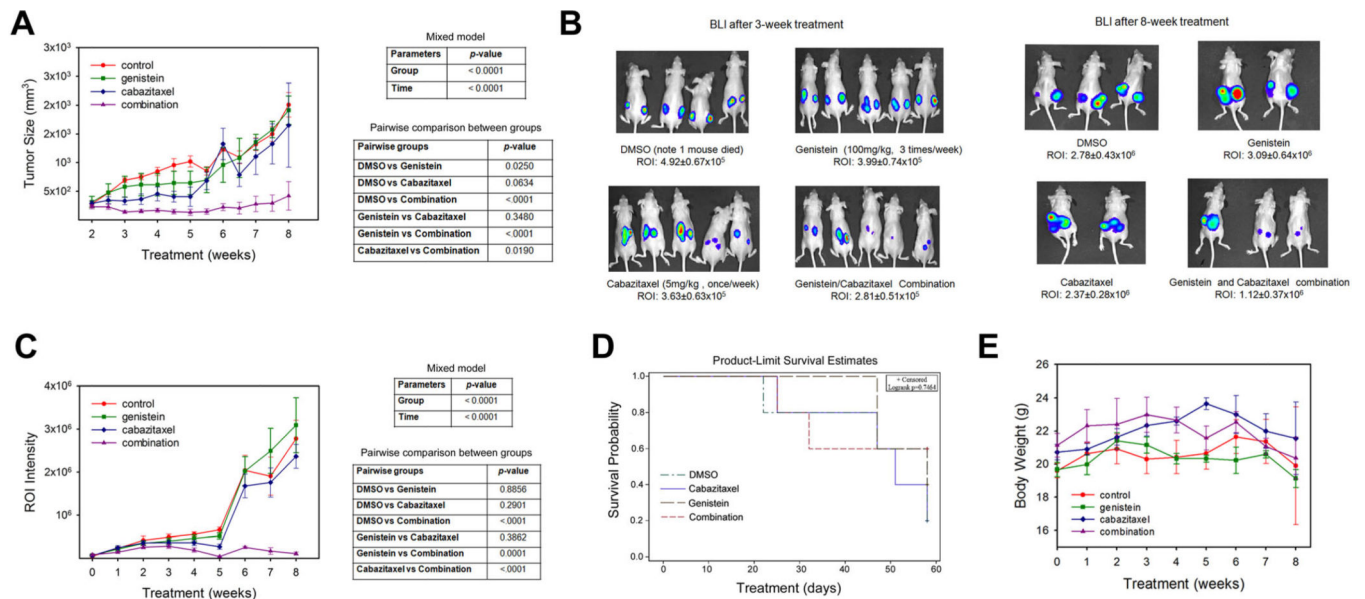 A
3x10³
3x10³
2x10³
2x10³
10³
5x10²
Tumor Size (mm³)
control
genistein
cabazitaxel
combination
2 3 4 5 6 7 8
Treatment (weeks)
Mixed model
Parameters p-value
Group < 0.0001
Time < 0.0001
Pairwise comparison between groups
Pairwise groups p-value
DMSO vs Genistein 0.0250
DMSO vs Cabazitaxel 0.0634
DMSO vs Combination <0.0001
Genistein vs Cabazitaxel 0.3480
Genistein vs Combination <.0001
Cabazitaxel vs Combination 0.0190
B
BLI after 3-week treatment
DMSO (note 1 mouse died)
ROI: 4.92±0.67x10⁵
Genistein (100mg/kg, 3 times/week)
ROI: 3.99±0.74x10⁵
Cabazitaxel (5mg/kg , once/week)
ROI: 3.63±0.63x10⁵
Genistein/Cabazitaxel Combination
ROI: 2.81±0.51x10⁵
BLI after 8-week treatment
DMSO
ROI: 2.78±0.43x10⁶
Genistein
ROI: 3.09±0.64x10⁶
Cabazitaxel
ROI: 2.37±0.28x10⁶
Genistein and Cabazitaxel combination
ROI: 1.12±0.37x10⁶
C
4x10⁶
3x10⁶
2x10⁶
10⁶
ROI Intensity
control
genistein
cabazitaxel
combination
0 1 2 3 4 5 6 7 8
Treatment (weeks)
Mixed model
Parameters p-value
Group < 0.0001
Time < 0.0001
Pairwise comparison between groups
Pairwise groups p-value
DMSO vs Genistein 0.8856
DMSO vs Cabazitaxel 0.2901
DMSO vs Combination <.0001
Genistein vs Cabazitaxel 0.3862
Genistein vs Combination 0.0001
Cabazitaxel vs Combination <.0001
D
Product-Limit Survival Estimates
+ Censored
Logrank p=0.7464
1.0
0.8
0.6
0.4
0.2
0.0
Survival Probability
DMSO
Cabazitaxel
Genistein
Combination
0 10 20 30 40 50 60
Treatment (days)
E
26
24
22
20
18
16
Body Weight (g)
control
genistein
cabazitaxel
combination
0 1 2 3 4 5 6 7 8
Treatment (weeks)